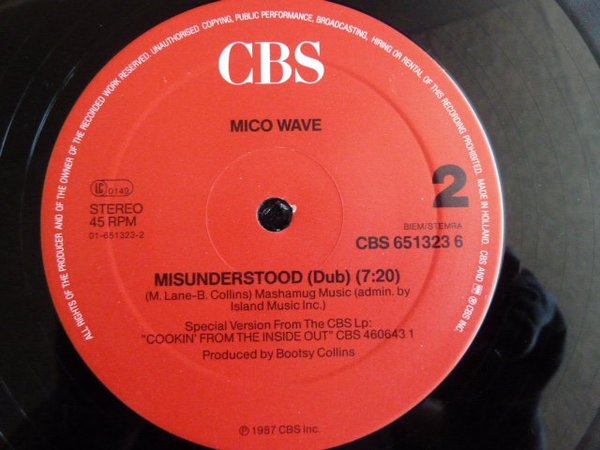 ALL RIGHTS OF THE PRODUCER AND OF THE OWNER OF THE RECORDED WORK RESERVED. UNAUTHORISED COPYING, PUBLIC PERFORMANCE, BROADCASTING, HIRING OR RENTAL OF THIS RECORDING PROHIBITED. MADE IN HOLLAND. CBS AND ℗ CBS INC.
CBS
MICO WAVE
LC 0149
STEREO
45 RPM
01-651323-2
2
BIEM/STEMRA
CBS 651323 6
MISUNDERSTOOD (Dub) (7:20)
(M. Lane-B. Collins) Mashamug Music (admin. by
Island Music Inc.)
Special Version From The CBS Lp:
"COOKIN' FROM THE INSIDE OUT" CBS 460643 1
Produced by Bootsy Collins
℗ 1987 CBS inc.